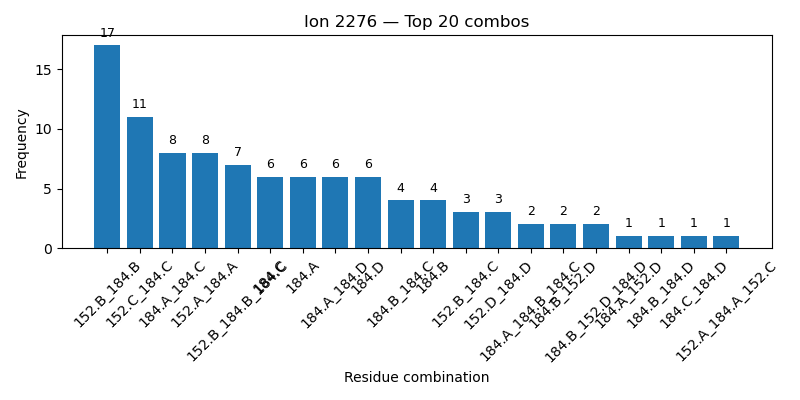 Ion 2276 — Top 20 combos
Frequency
15
10
5
0
17
11
8
8
7
6
6
6
6
4
4
3
3
2
2
2
1
1
1
1
152.B_184.B
152.C_184.C
184.A_184.C
152.A_184.A
152.B_184.B_184.C
184.C
184.A
184.A_184.D
184.D
184.B_184.C
184.B
152.B_184.C
152.D_184.D
184.A_184.B_184.C
184.B_152.D
184.B_152.D_184.D
184.A_152.D
184.B_184.D
184.C_184.D
152.A_184.A_152.C
Residue combination